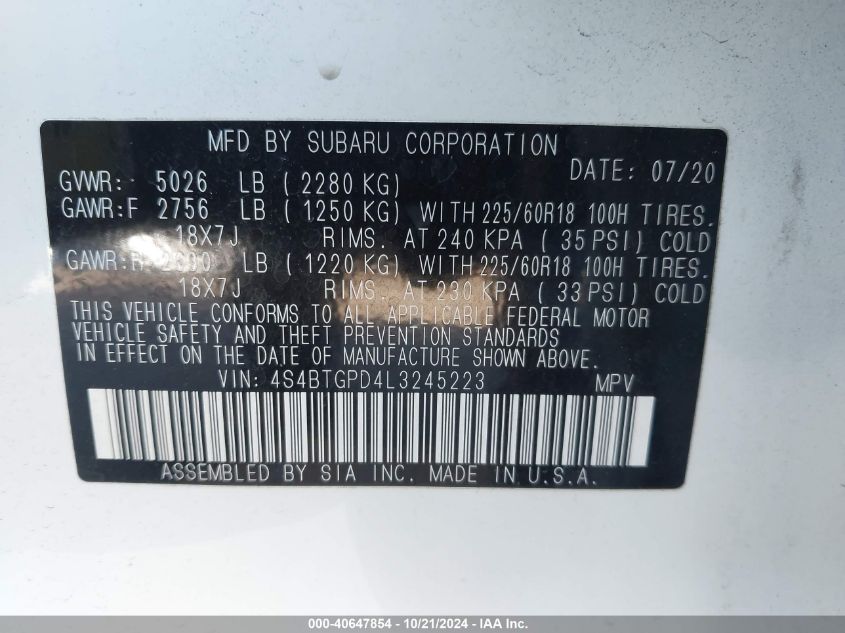 MFD BY SUBARU CORPORATION
DATE: 07/20
GVWR: 5026 LB ( 2280 KG)
GAWR:F 2756 LB ( 1250 KG) WITH 225/60R18 100H TIRES.
18X7J RIMS. AT 240 KPA ( 35 PSI) COLD
GAWR:R LB ( 1220 KG) WITH 225/60R18 100H TIRES.
18X7J RIMS. AT 230 KPA ( 33 PSI) COLD
THIS VEHICLE CONFORMS TO ALL APPLICABLE FEDERAL MOTOR
VEHICLE SAFETY AND THEFT PREVENTION STANDARDS
IN EFFECT ON THE DATE OF MANUFACTURE SHOWN ABOVE.
VIN: 4S4BTGPD4L3245223 MPV
ASSEMBLED BY SIA INC. MADE IN U.S.A.
000-40647854 - 10/21/2024 - IAA Inc.